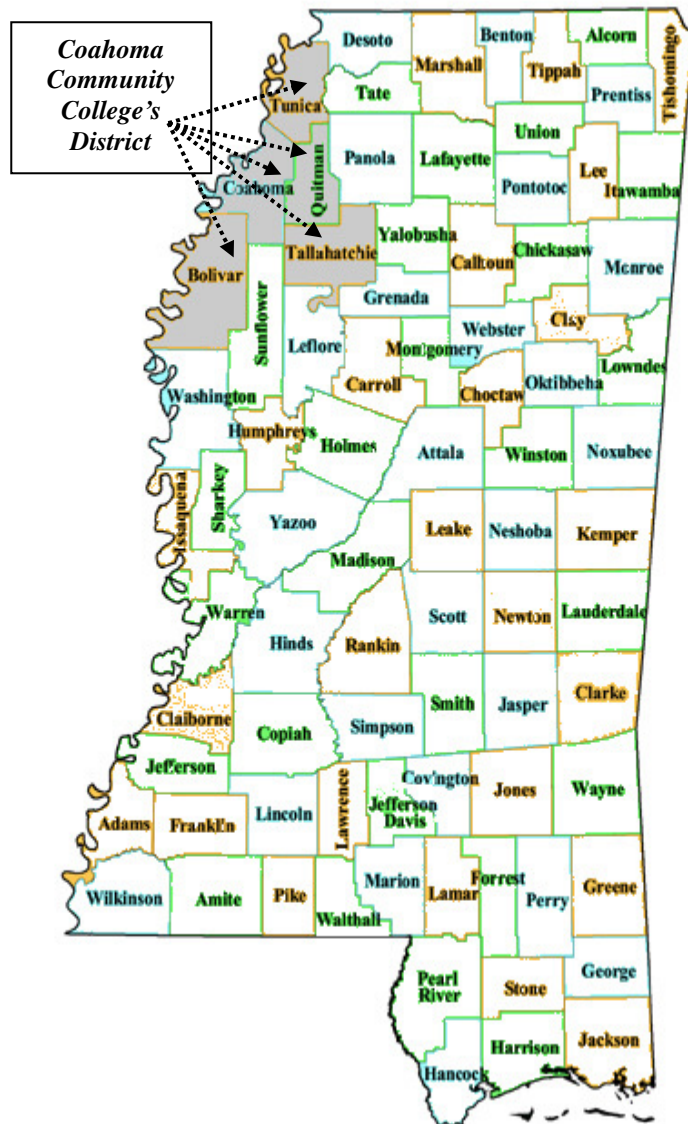 Coahoma
Community
College's
District
Desoto
Benton
Alcorn
Marshall
Tippah
Tishomingo
Tunica
Tate
Prentiss
Union
Panola
Lafayette
Lee
Pontotoc
Itawamba
Coahoma
Quitman
Yalobusha
Tallahatchie
Calhoun
Chickasaw
Monroe
Bolivar
Grenada
Sunflower
Leflore
Webster
Clay
Montgomery
Carroll
Choctaw
Oktibbeha
Lowndes
Washington
Humphreys
Holmes
Attala
Winston
Noxubee
Issaquena
Sharkey
Yazoo
Leake
Neshoba
Kemper
Madison
Warren
Hinds
Rankin
Scott
Newton
Lauderdale
Claiborne
Copiah
Simpson
Smith
Jasper
Clarke
Jefferson
Lawrence
Jefferson
Davis
Covington
Jones
Wayne
Adams
Franklin
Lincoln
Wilkinson
Amite
Pike
Walthall
Marion
Lamar
Forrest
Perry
Greene
Pearl
River
Stone
George
Hancock
Harrison
Jackson